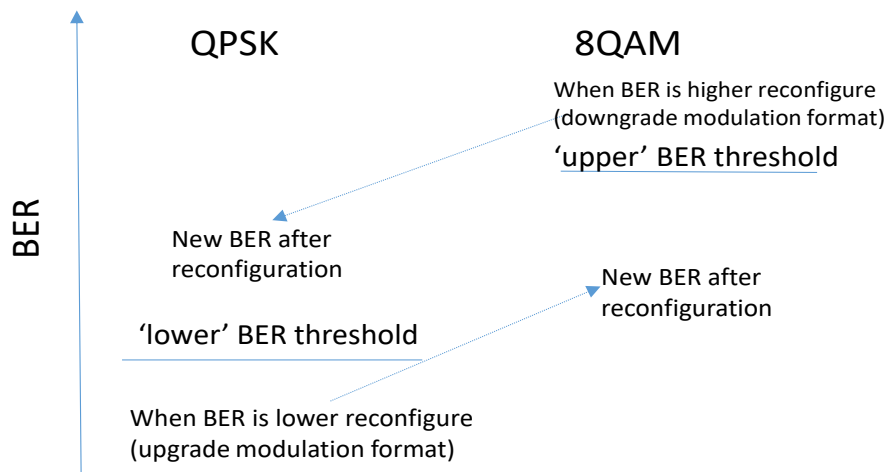 QPSK
8QAM
When BER is higher reconfigure
(downgrade modulation format)
‘upper’ BER threshold
BER
New BER after
reconfiguration
New BER after
reconfiguration
‘lower’ BER threshold
When BER is lower reconfigure
(upgrade modulation format)